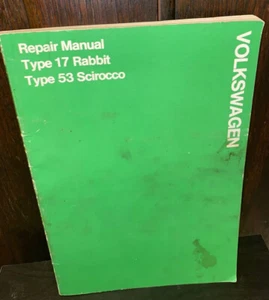 Repair Manual
Type 17 Rabbit
Type 53 Scirocco
VOLKSWAGEN